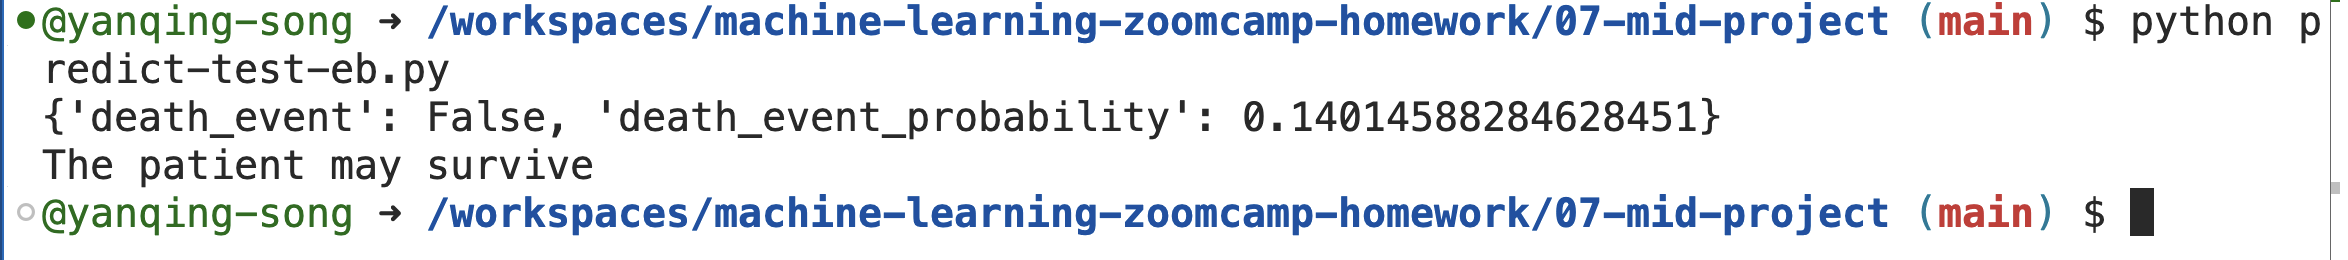 @yanqing-song → /workspaces/machine-learning-zoomcamp-homework/07-mid-project (main) $ python p
redict-test-eb.py
{'death_event': False, 'death_event_probability': 0.14014588284628451}
The patient may survive
@yanqing-song → /workspaces/machine-learning-zoomcamp-homework/07-mid-project (main) $